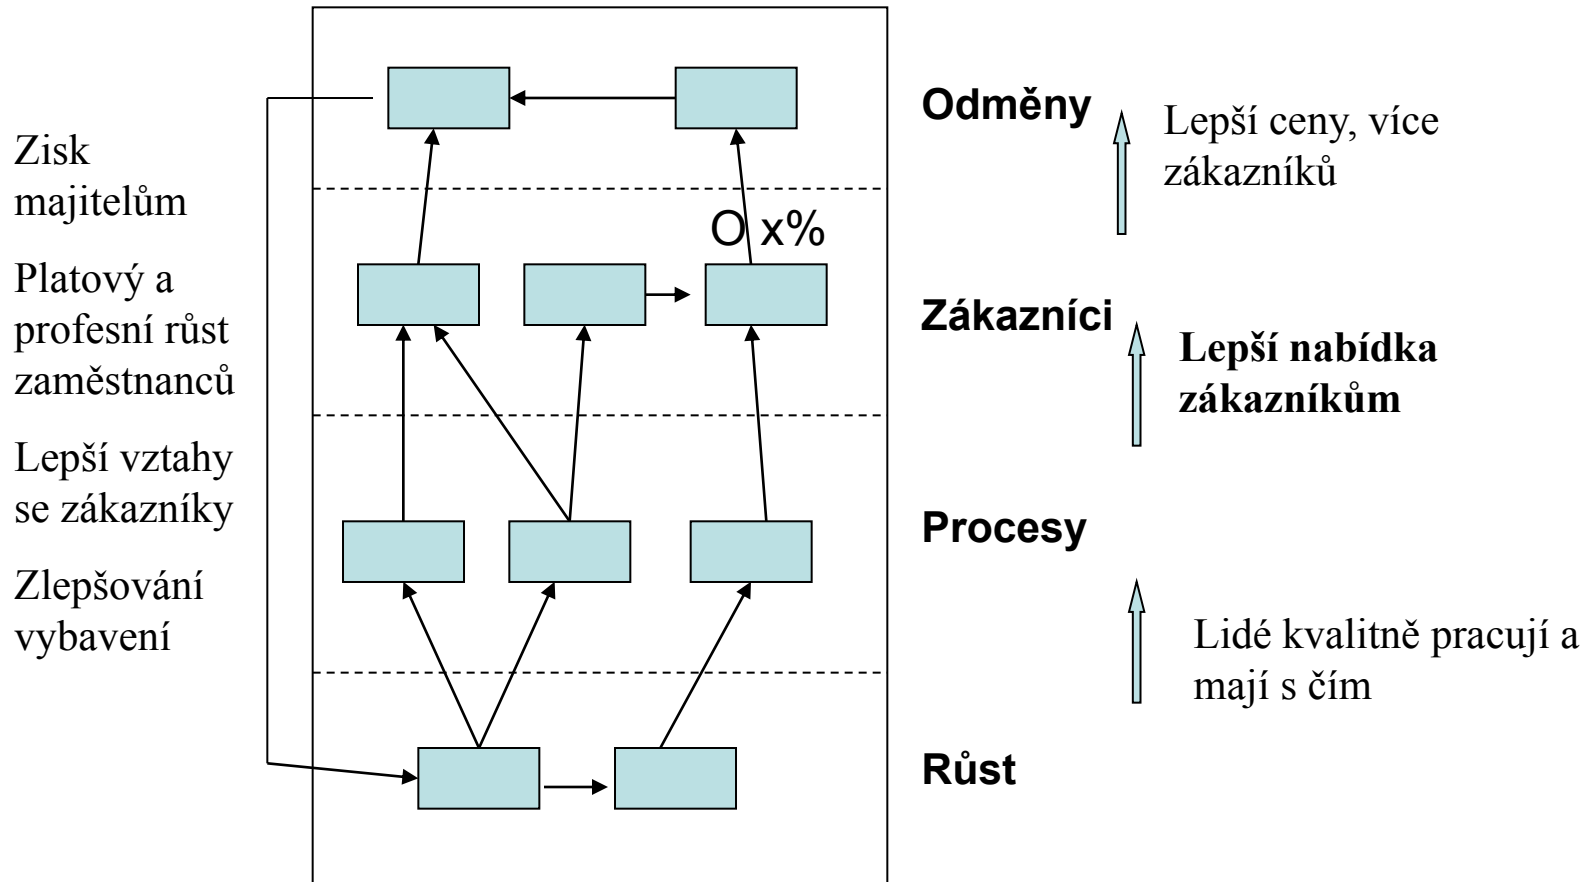 Zisk
majitelům
Platový a
profesní růst
zaměstnanců
Lepší vztahy
se zákazníky
Zlepšování
vybavení
O x%
Odměny
Lepší ceny, více
zákazníků
Zákazníci
Lepší nabídka
zákazníkům
Procesy
Lidé kvalitně pracují a
mají s čím
Růst